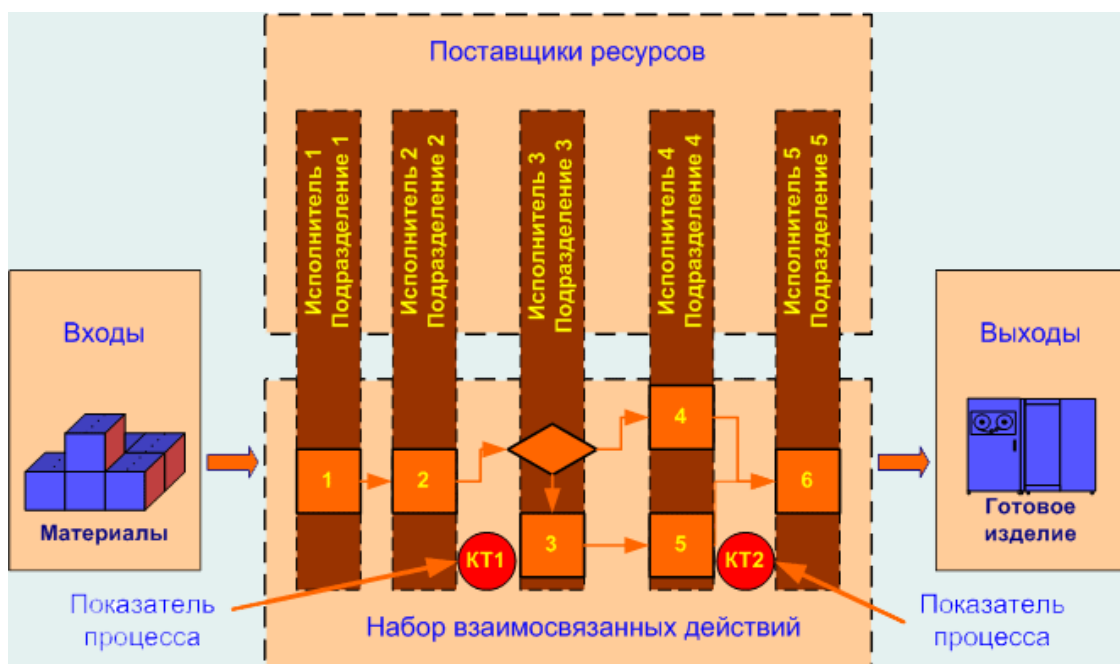 Поставщики ресурсов
Исполнитель 1
Подразделение 1
Исполнитель 2
Подразделение 2
Исполнитель 3
Подразделение 3
Исполнитель 4
Подразделение 4
Исполнитель 5
Подразделение 5
Входы
Материалы
Выходы
Готовое
изделие
1
2
3
4
5
6
КТ1
КТ2
Показатель
процесса
Набор взаимосвязанных действий
Показатель
процесса